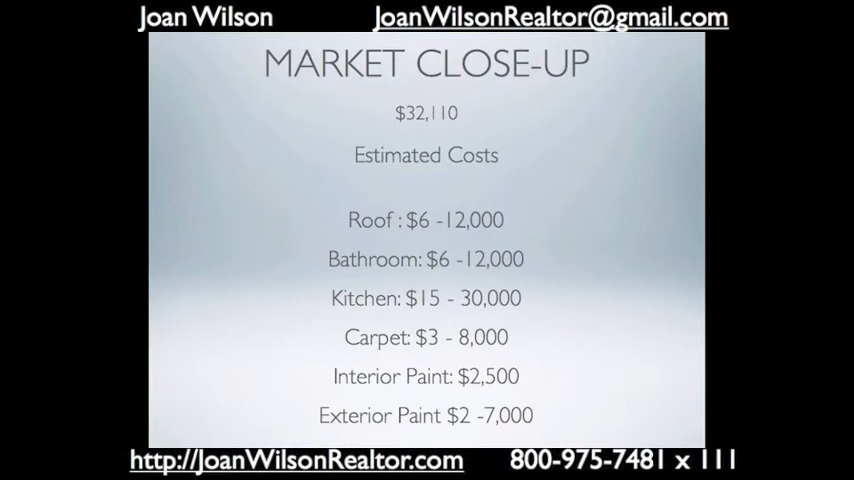 Joan Wilson JoanWilsonRealtor@gmail.com
MARKET CLOSE-UP
$32,110
Estimated Costs
Roof : $6 -12,000
Bathroom: $6 -12,000
Kitchen: $15 - 30,000
Carpet: $3 - 8,000
Interior Paint: $2,500
Exterior Paint $2 -7,000
http://JoanWilsonRealtor.com 800-975-7481 x 111